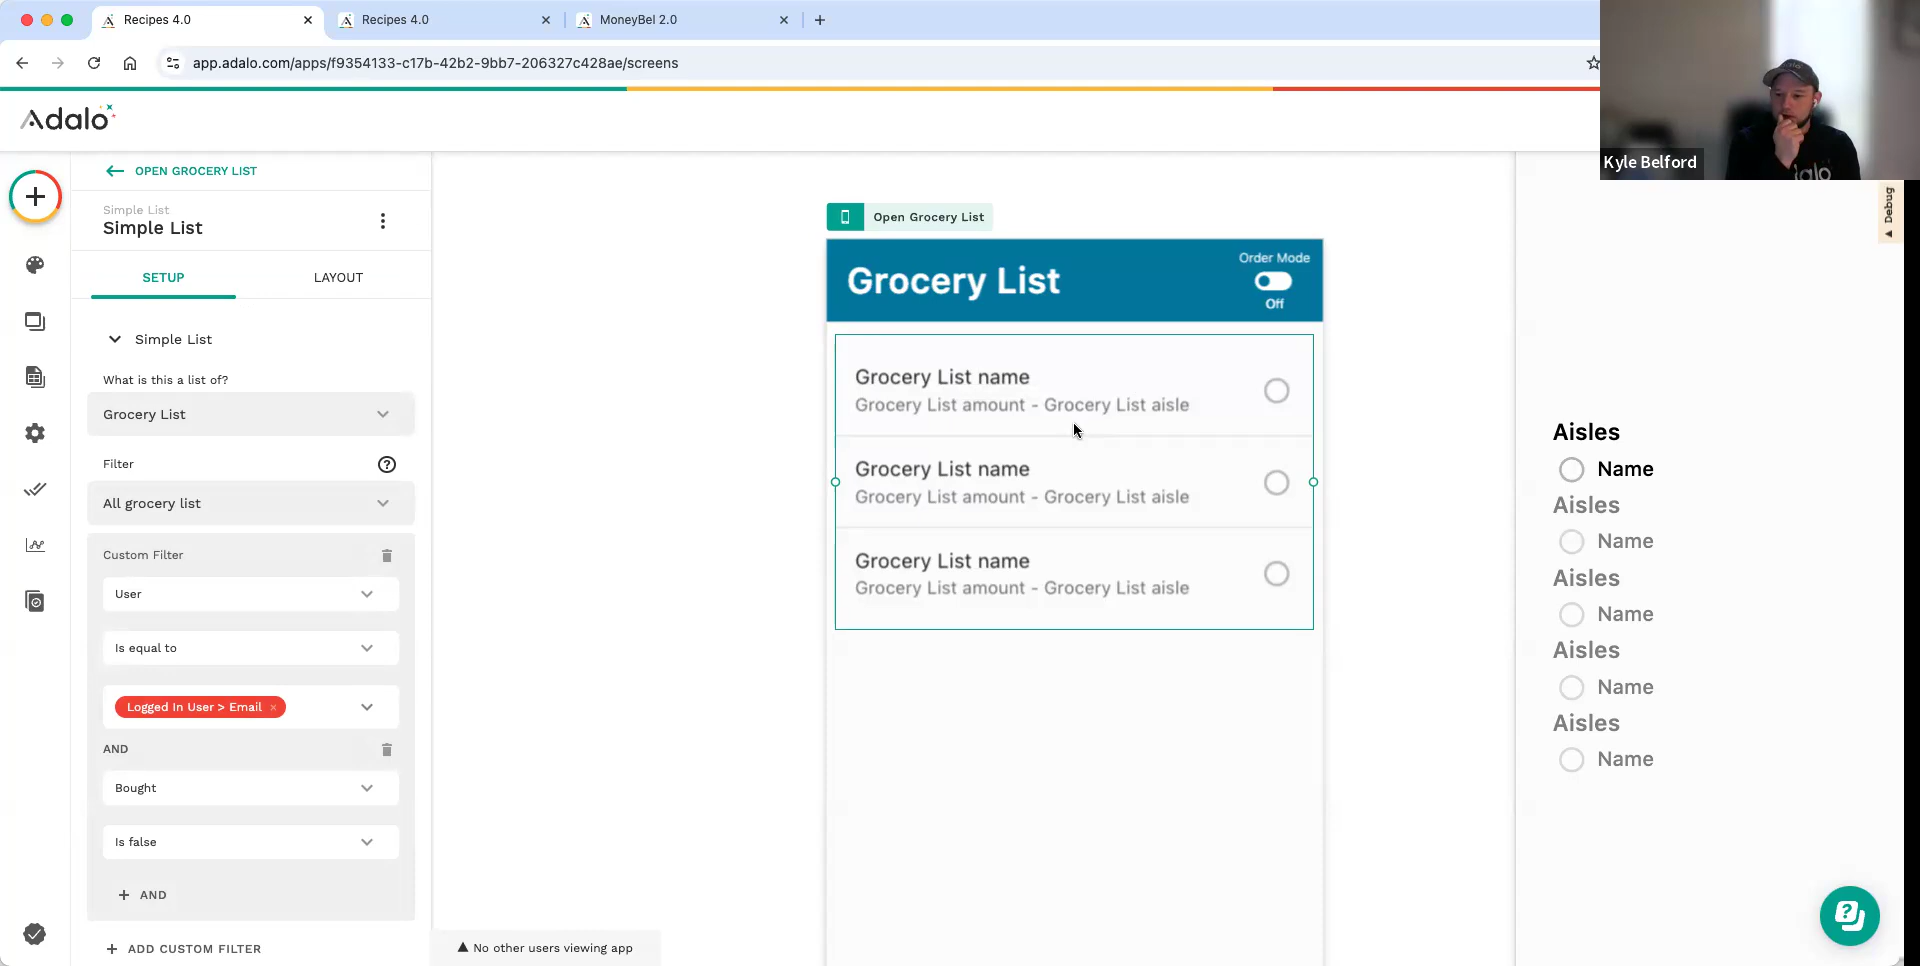 Recipes 4.0
Recipes 4.0
MoneyBel 2.0
app.adalo.com/apps/f9354133-c17b-42b2-9bb7-206327c428ae/screens
Adalo
Kyle Belford
Debug
OPEN GROCERY LIST
Simple List
Simple List
SETUP
LAYOUT
Simple List
What is this a list of?
Grocery List
Filter
All grocery list
Custom Filter
User
Is equal to
Logged In User > Email ×
AND
Bought
Is false
+ AND
+ ADD CUSTOM FILTER
Open Grocery List
Grocery List
Order Mode
Off
Grocery List name
Grocery List amount - Grocery List aisle
Grocery List name
Grocery List amount - Grocery List aisle
Grocery List name
Grocery List amount - Grocery List aisle
No other users viewing app
Aisles
Name
Aisles
Name
Aisles
Name
Aisles
Name
Aisles
Name